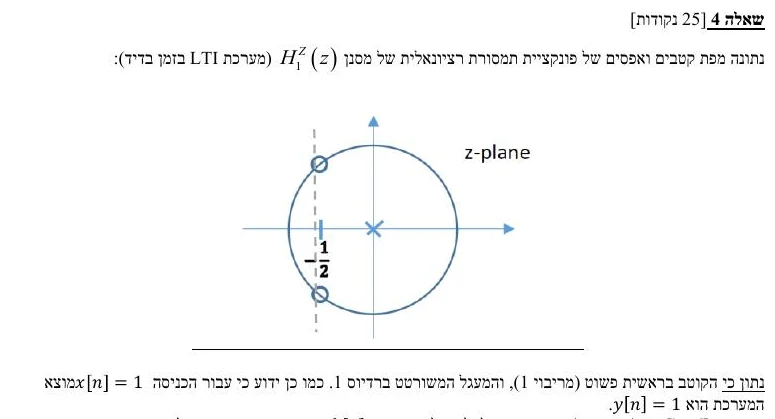 שאלה 4 [25 נקודות]
נתונה מפת קטבים ואפסים של פונקציית תמסורת רציונאלית של מסנן H₁ᶻ(z) (מערכת LTI בזמן בדיד):
z-plane
−1/2
נתון כי הקוטב בראשית פשוט (מריבוי 1), והמעגל המשורטט ברדיוס 1. כמו כן ידוע כי עבור הכניסה x[n] = 1 מוצא
המערכת הוא y[n] = 1.